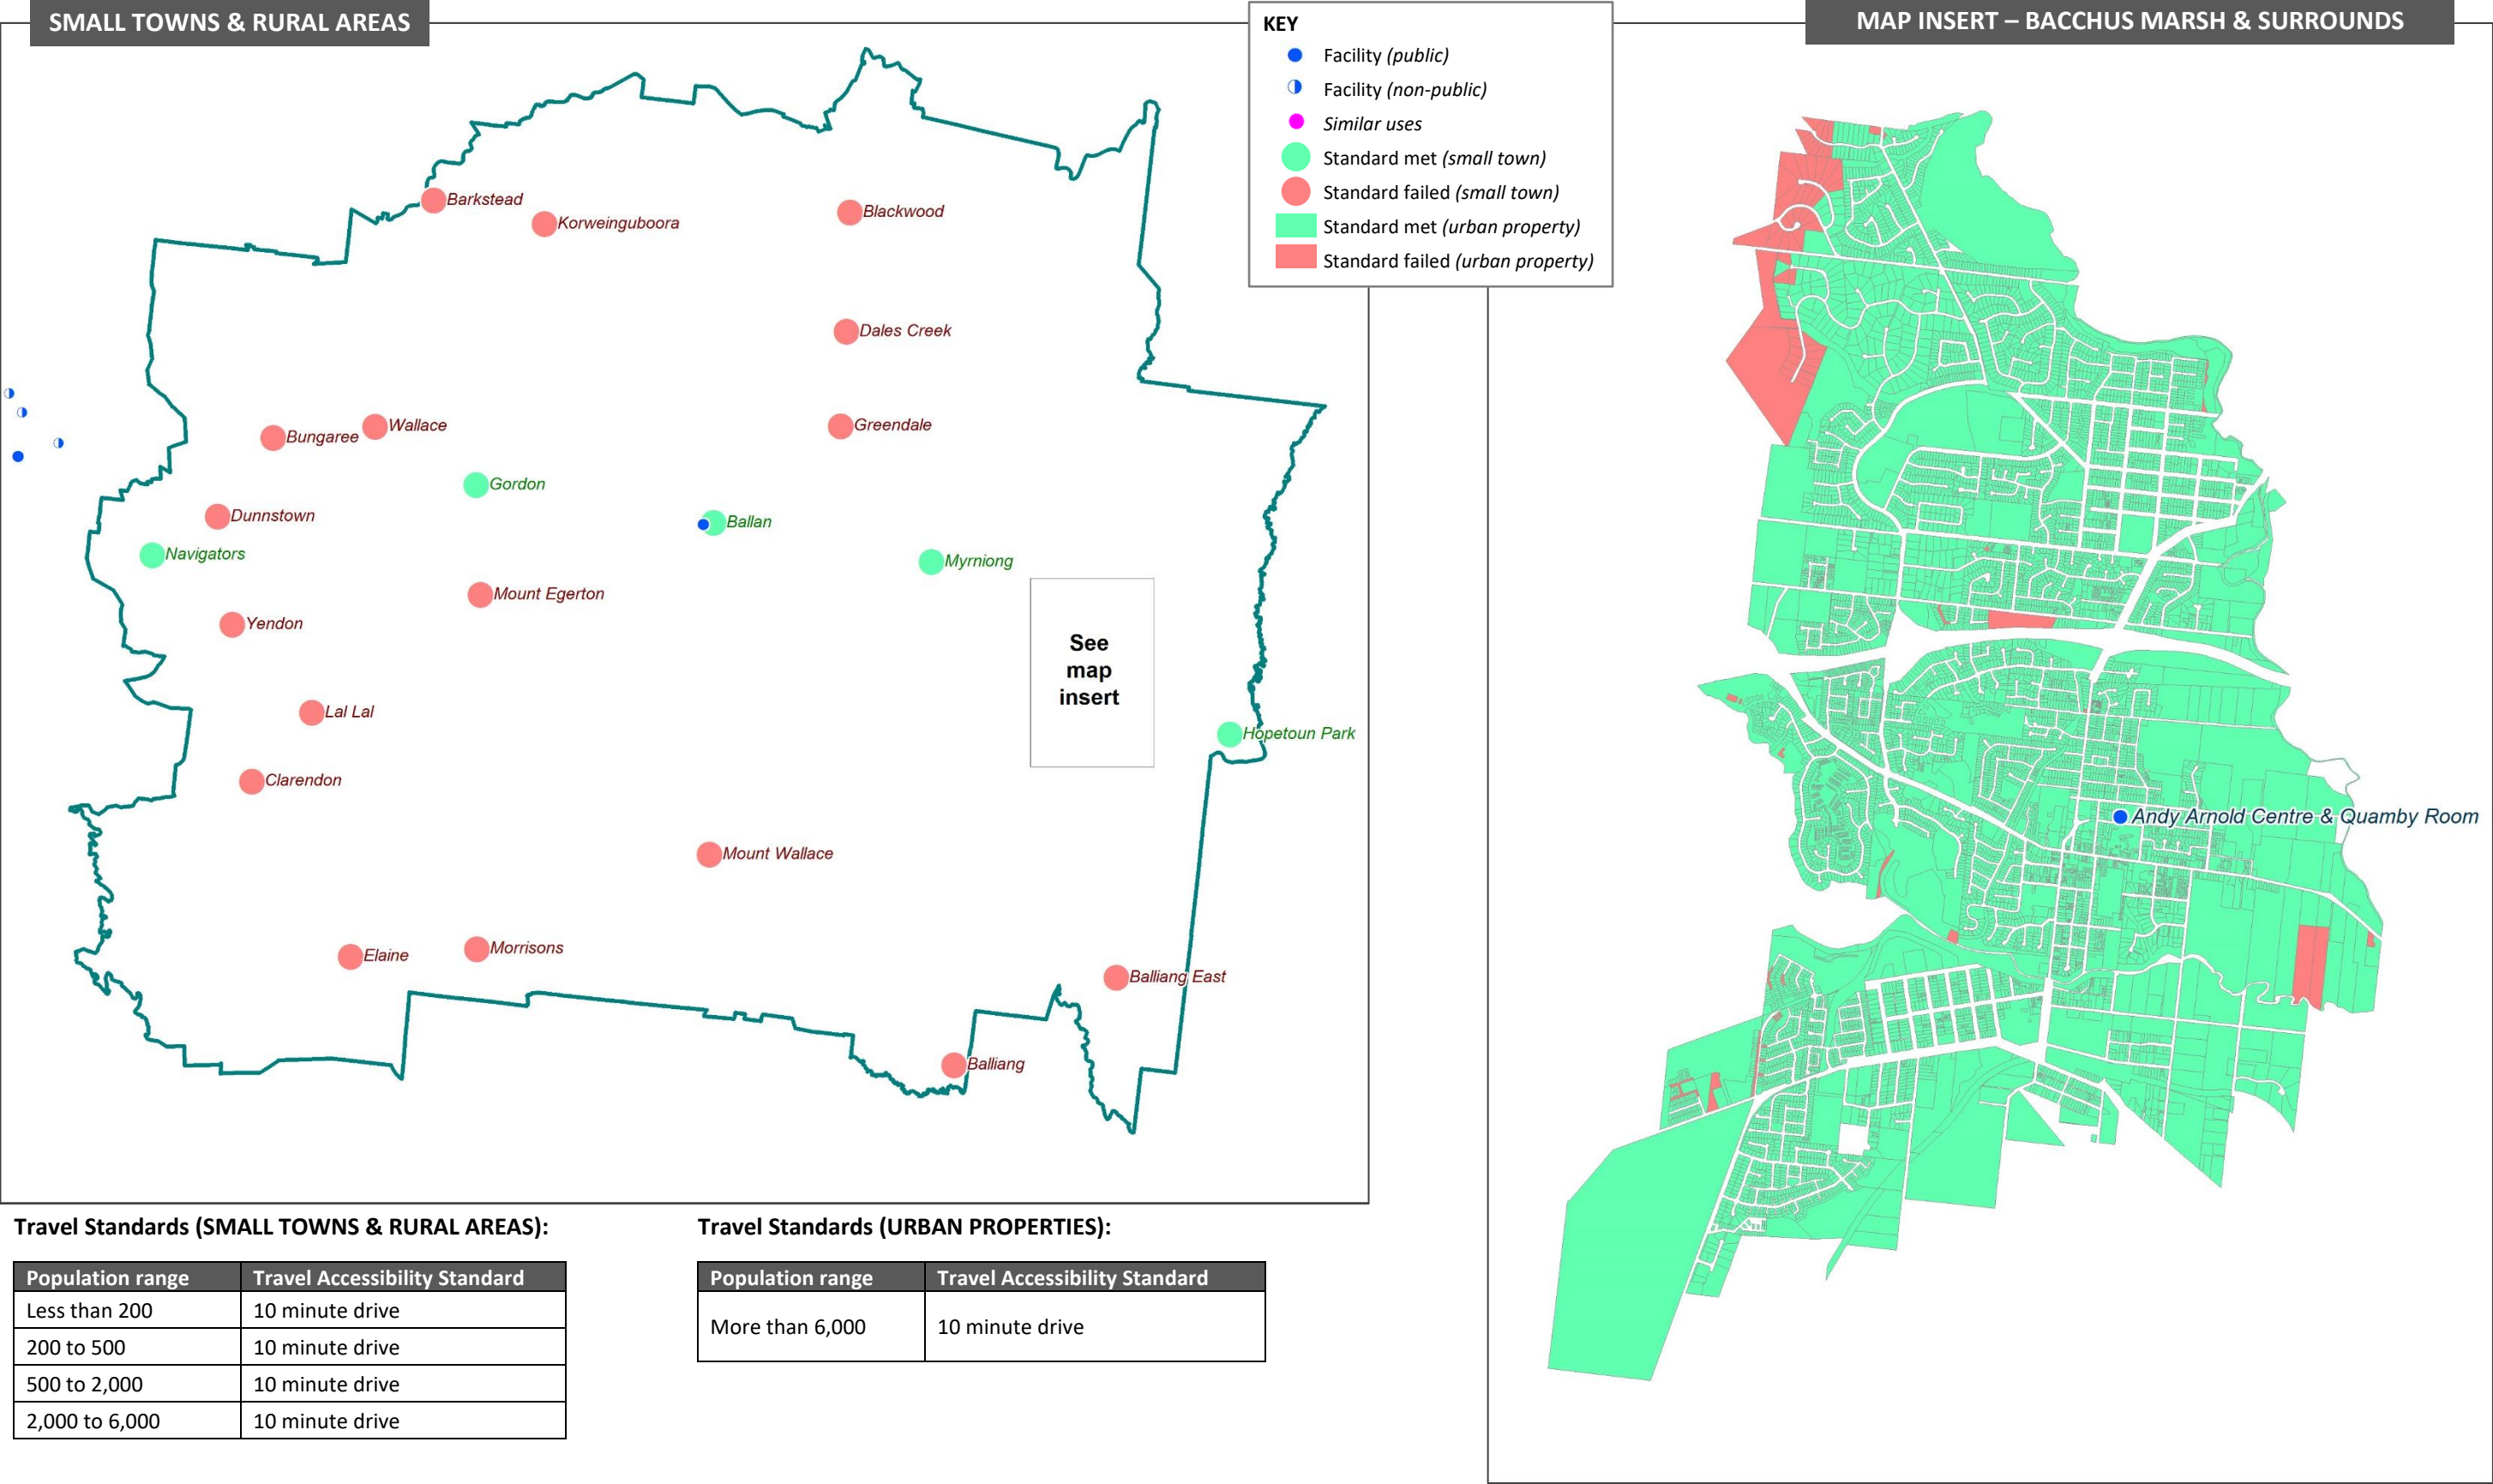 SMALL TOWNS & RURAL AREAS
KEY
Facility (public)
Facility (non-public)
Similar uses
Standard met (small town)
Standard failed (small town)
Standard met (urban property)
Standard failed (urban property)
MAP INSERT – BACCHUS MARSH & SURROUNDS
Barkstead
Korweinguboora
Blackwood
Dales Creek
Bungaree
Wallace
Greendale
Gordon
Dunnstown
Ballan
Navigators
Myrniong
Mount Egerton
Yendon
See
map
insert
Lal Lal
Hopetoun Park
Clarendon
Mount Wallace
Elaine
Morrisons
Balliang East
Balliang
Andy Arnold Centre & Quamby Room
Travel Standards (SMALL TOWNS & RURAL AREAS):
Population range Travel Accessibility Standard
Less than 200 10 minute drive
200 to 500 10 minute drive
500 to 2,000 10 minute drive
2,000 to 6,000 10 minute drive
Travel Standards (URBAN PROPERTIES):
Population range Travel Accessibility Standard
More than 6,000 10 minute drive